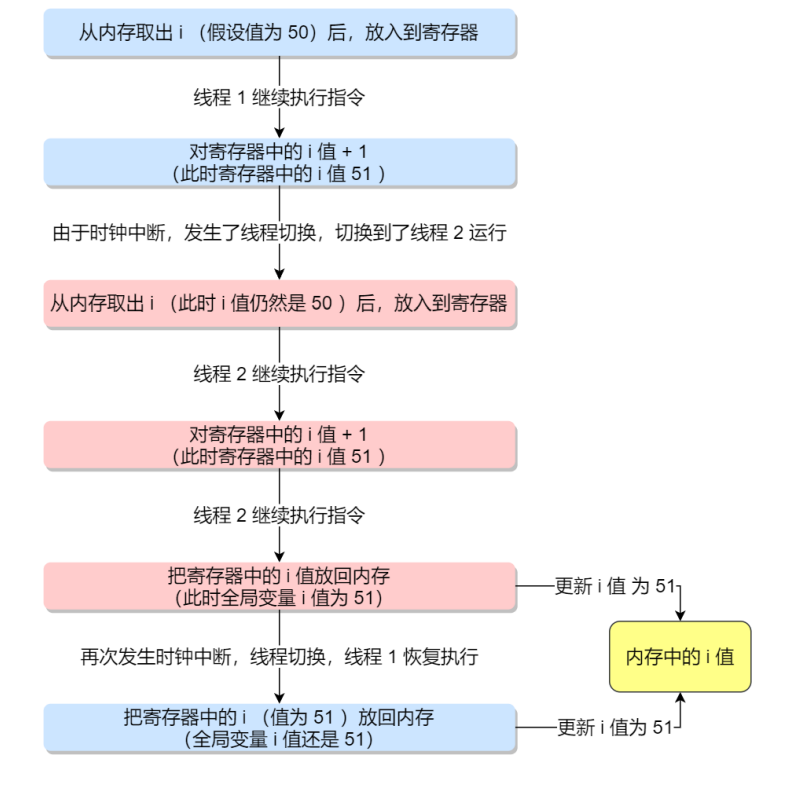 从内存取出 i （假设值为 50）后，放入到寄存器
线程 1 继续执行指令
对寄存器中的 i 值 + 1
（此时寄存器中的 i 值 51 ）
由于时钟中断，发生了线程切换，切换到了线程 2 运行
从内存取出 i （此时 i 值仍然是 50 ）后，放入到寄存器
线程 2 继续执行指令
对寄存器中的 i 值 + 1
（此时寄存器中的 i 值 51 ）
线程 2 继续执行指令
把寄存器中的 i 值放回内存
（此时全局变量 i 值为 51）
更新 i 值 为 51
再次发生时钟中断，线程切换，线程 1 恢复执行
内存中的 i 值
把寄存器中的 i （值为 51 ）放回内存
（全局变量 i 值还是 51）
更新 i 值为 51